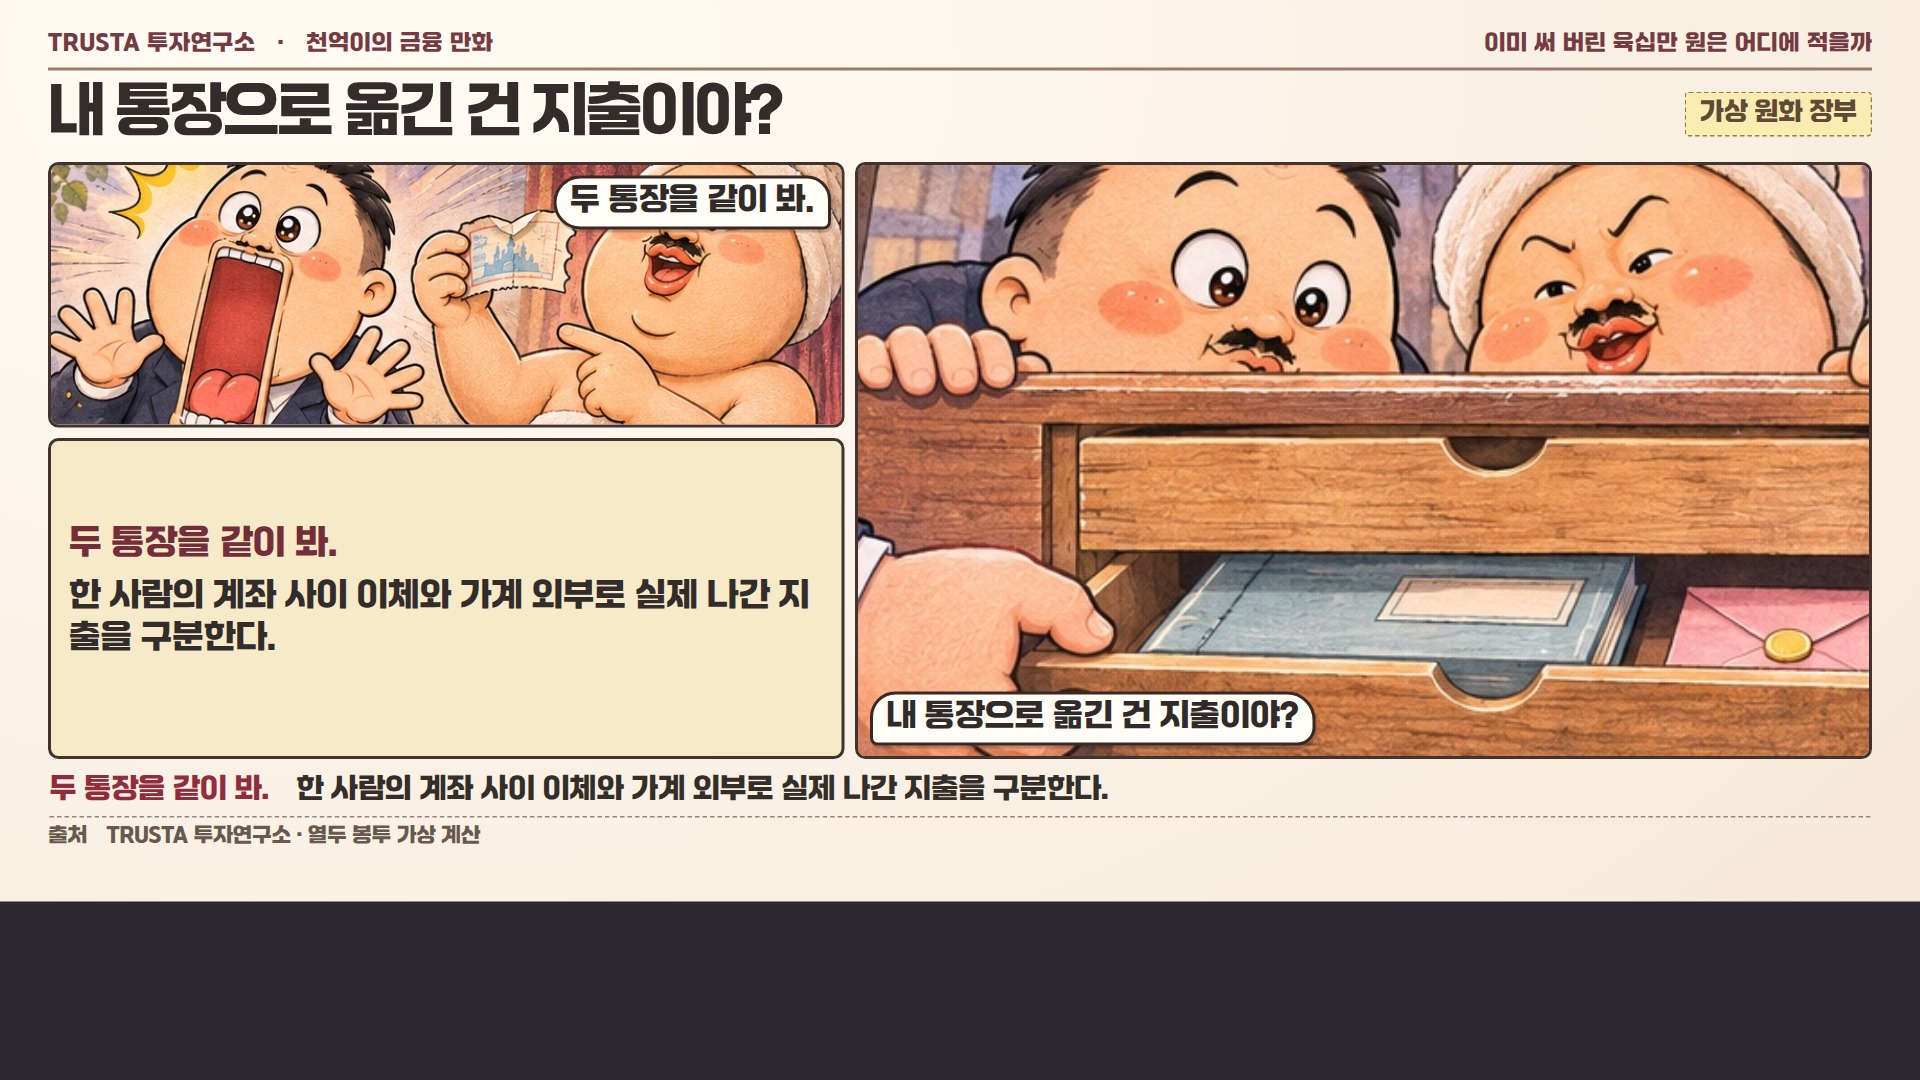 TRUSTA 투자연구소 · 천억이의 금융 만화
이미 써 버린 육십만 원은 어디에 적을까
내 통장으로 옮긴 건 지출이야?
가상 원화 장부
두 통장을 같이 봐.
두 통장을 같이 봐.
한 사람의 계좌 사이 이체와 가계 외부로 실제 나간 지
출을 구분한다.
내 통장으로 옮긴 건 지출이야?
두 통장을 같이 봐. 한 사람의 계좌 사이 이체와 가계 외부로 실제 나간 지출을 구분한다.
출처 TRUSTA 투자연구소 · 열두 봉투 가상 계산